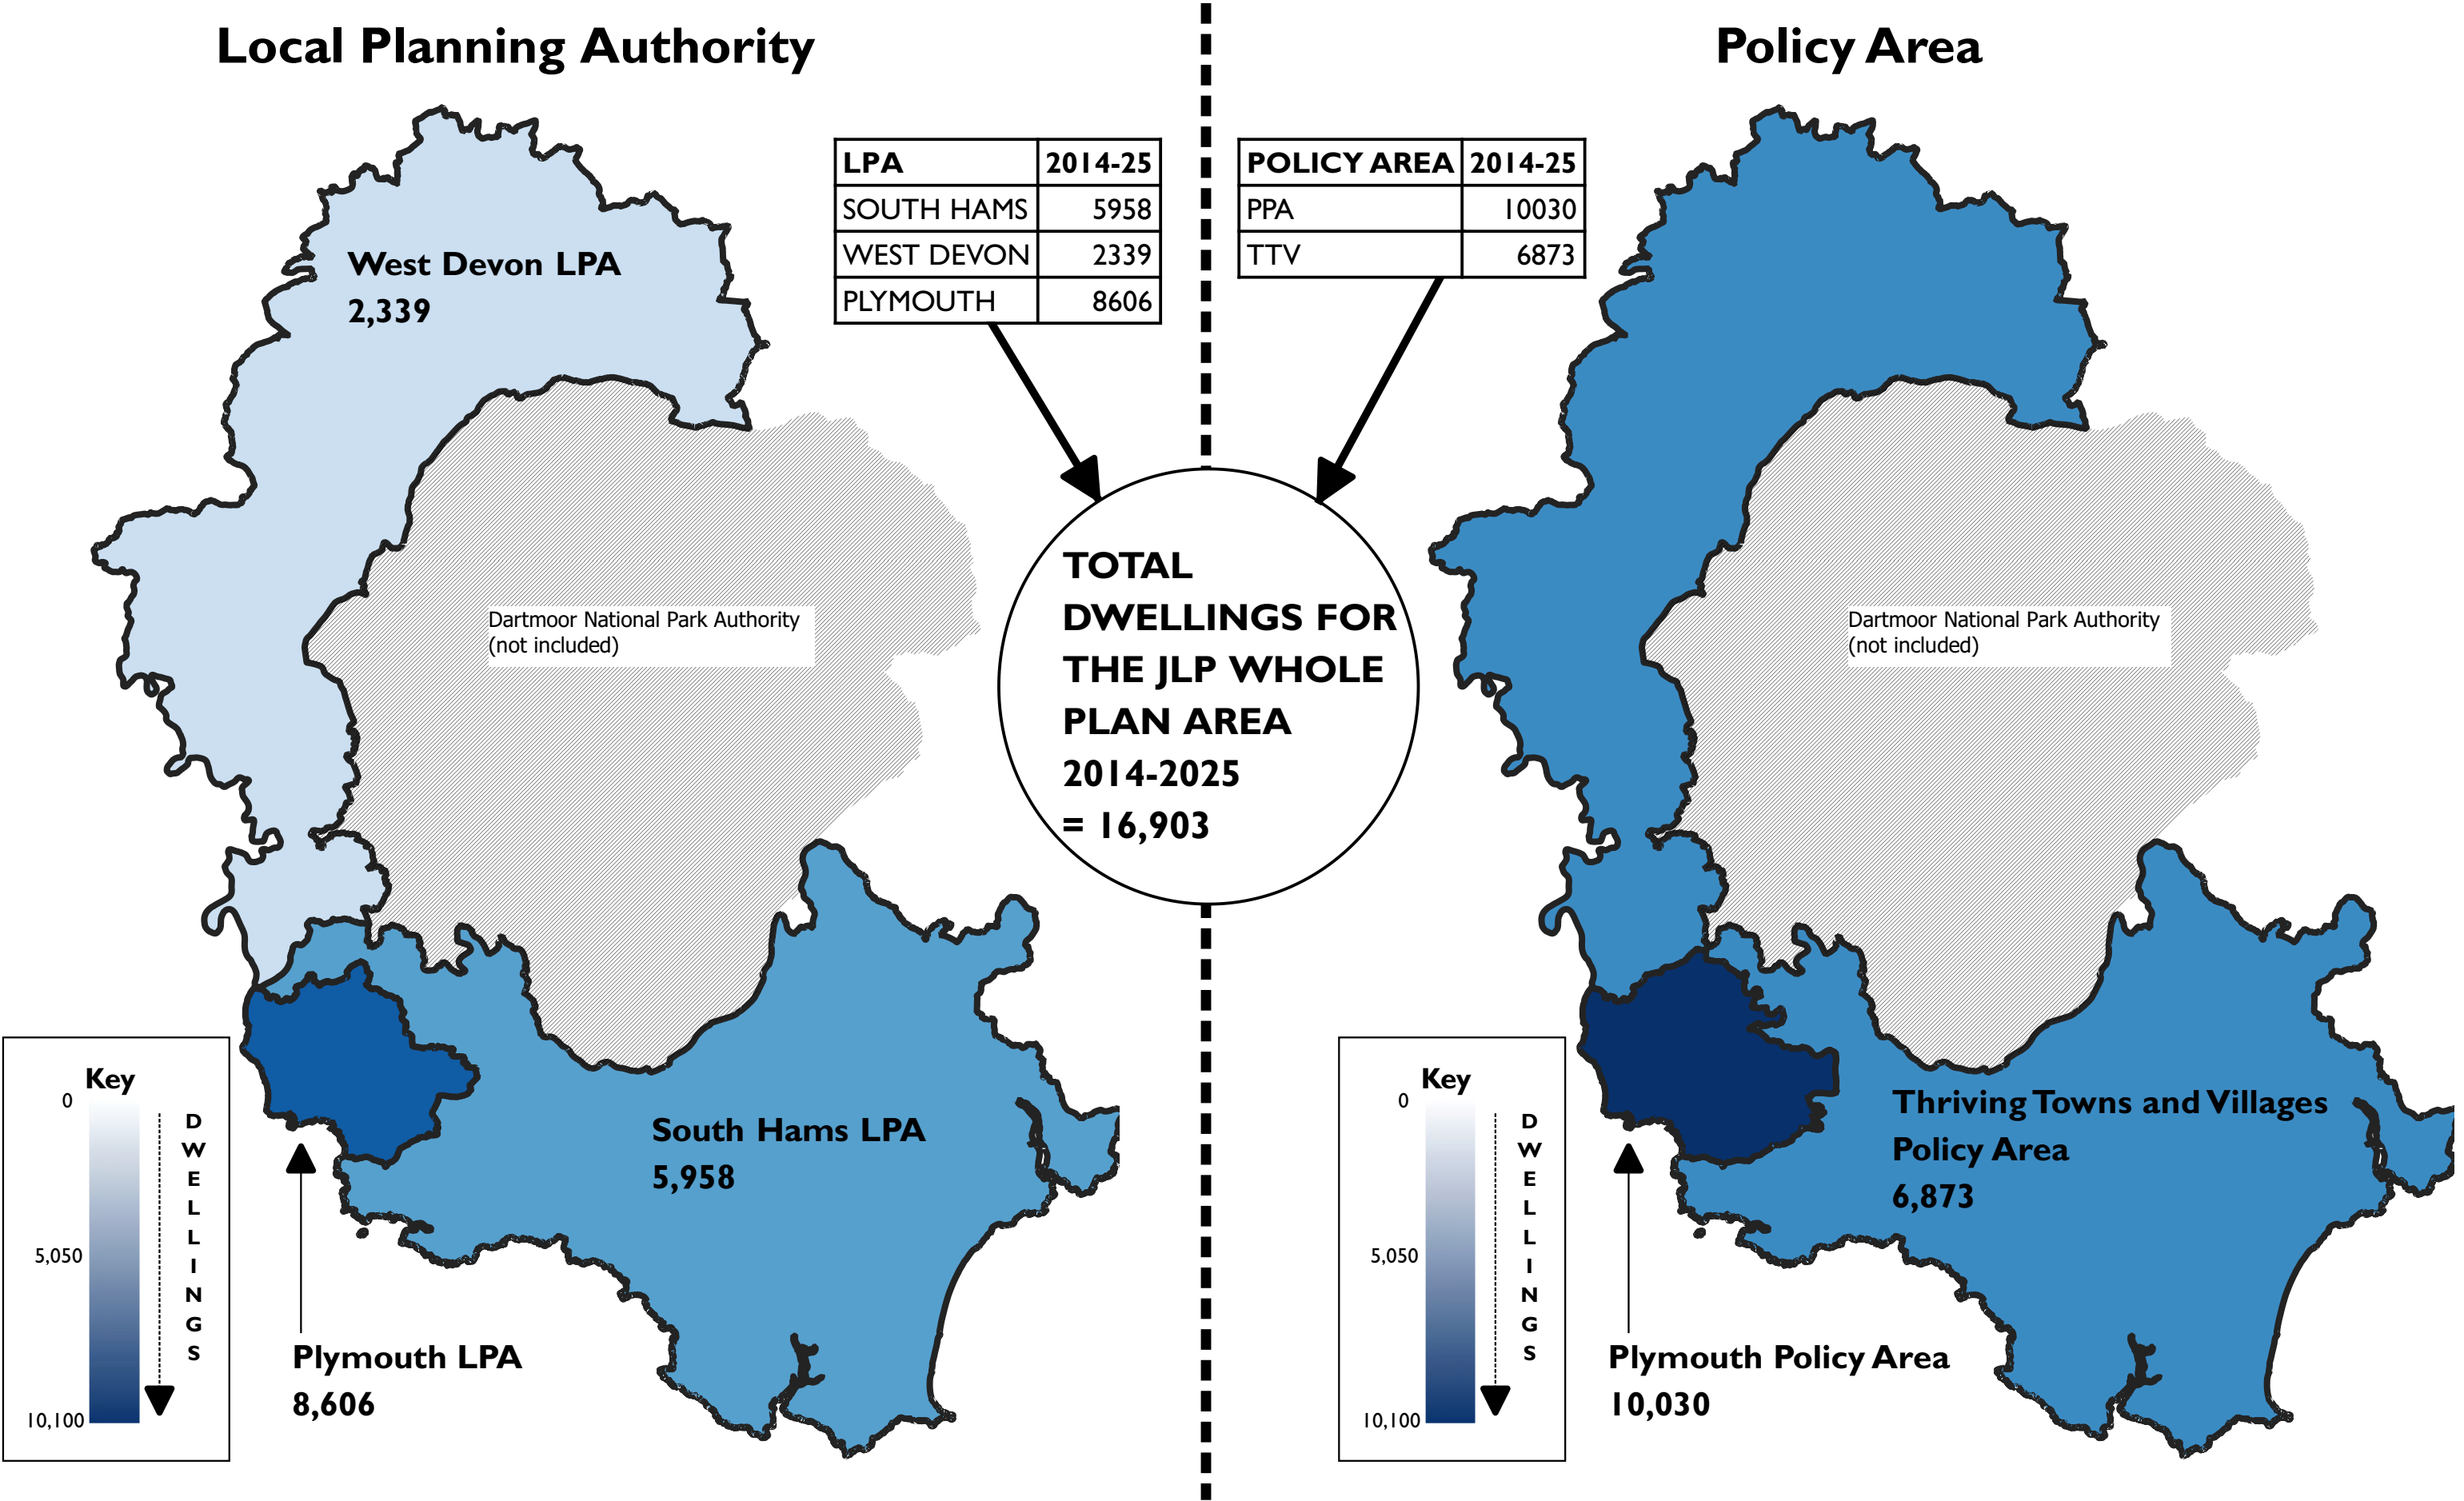 Local Planning Authority
Policy Area
LPA 2014-25
SOUTH HAMS 5958
WEST DEVON 2339
PLYMOUTH 8606
POLICY AREA 2014-25
PPA 10030
TTV 6873
West Devon LPA
2,339
Dartmoor National Park Authority
(not included)
TOTAL
DWELLINGS FOR
THE JLP WHOLE
PLAN AREA
2014-2025
= 16,903
Dartmoor National Park Authority
(not included)
South Hams LPA
5,958
Key
0
5,050
10,100
DWELLINGS
Plymouth LPA
8,606
Thriving Towns and Villages
Policy Area
6,873
Key
0
5,050
10,100
DWELLINGS
Plymouth Policy Area
10,030